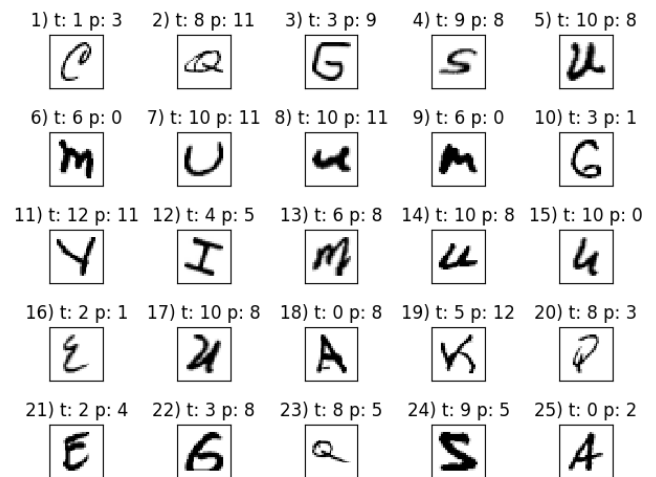 1) t: 1 p: 3 2) t: 8 p: 11 3) t: 3 p: 9 4) t: 9 p: 8 5) t: 10 p: 8
C Q G S U
6) t: 6 p: 0 7) t: 10 p: 11 8) t: 10 p: 11 9) t: 6 p: 0 10) t: 3 p: 1
m U u m G
11) t: 12 p: 11 12) t: 4 p: 5 13) t: 6 p: 8 14) t: 10 p: 8 15) t: 10 p: 0
Y I M u u
16) t: 2 p: 1 17) t: 10 p: 8 18) t: 0 p: 8 19) t: 5 p: 12 20) t: 8 p: 3
E U A K Q
21) t: 2 p: 4 22) t: 3 p: 8 23) t: 8 p: 5 24) t: 9 p: 5 25) t: 0 p: 2
E G Q S A